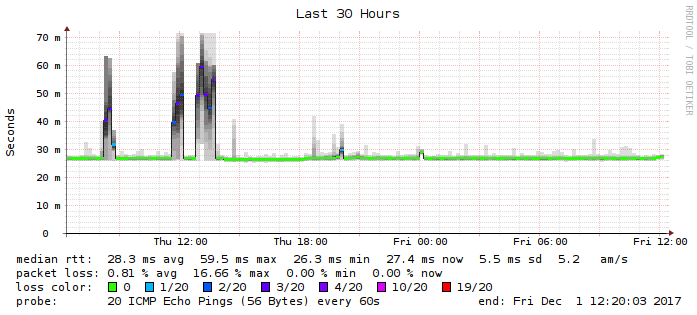 Last 30 Hours
RRDTOOL / TOBI OETIKER
Seconds
70 m
60 m
50 m
40 m
30 m
20 m
10 m
0
Thu 12:00 Thu 18:00 Fri 00:00 Fri 06:00 Fri 12:00
median rtt: 28.3 ms avg 59.5 ms max 26.3 ms min 27.4 ms now 5.5 ms sd 5.2 am/s
packet loss: 0.81 % avg 16.66 % max 0.00 % min 0.00 % now
loss color: 0 1/20 2/20 3/20 4/20 10/20 19/20
probe: 20 ICMP Echo Pings (56 Bytes) every 60s end: Fri Dec 1 12:20:03 2017